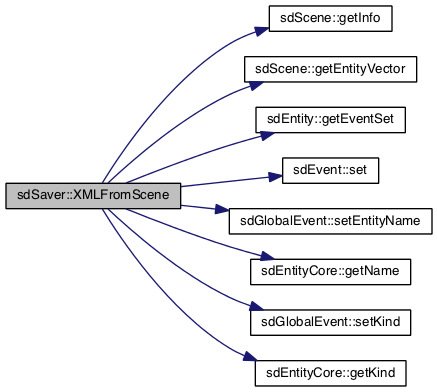 sdScene::getInfo
sdScene::getEntityVector
sdEntity::getEventSet
sdEvent::set
sdSaver::XMLFromScene
sdGlobalEvent::setEntityName
sdEntityCore::getName
sdGlobalEvent::setKind
sdEntityCore::getKind